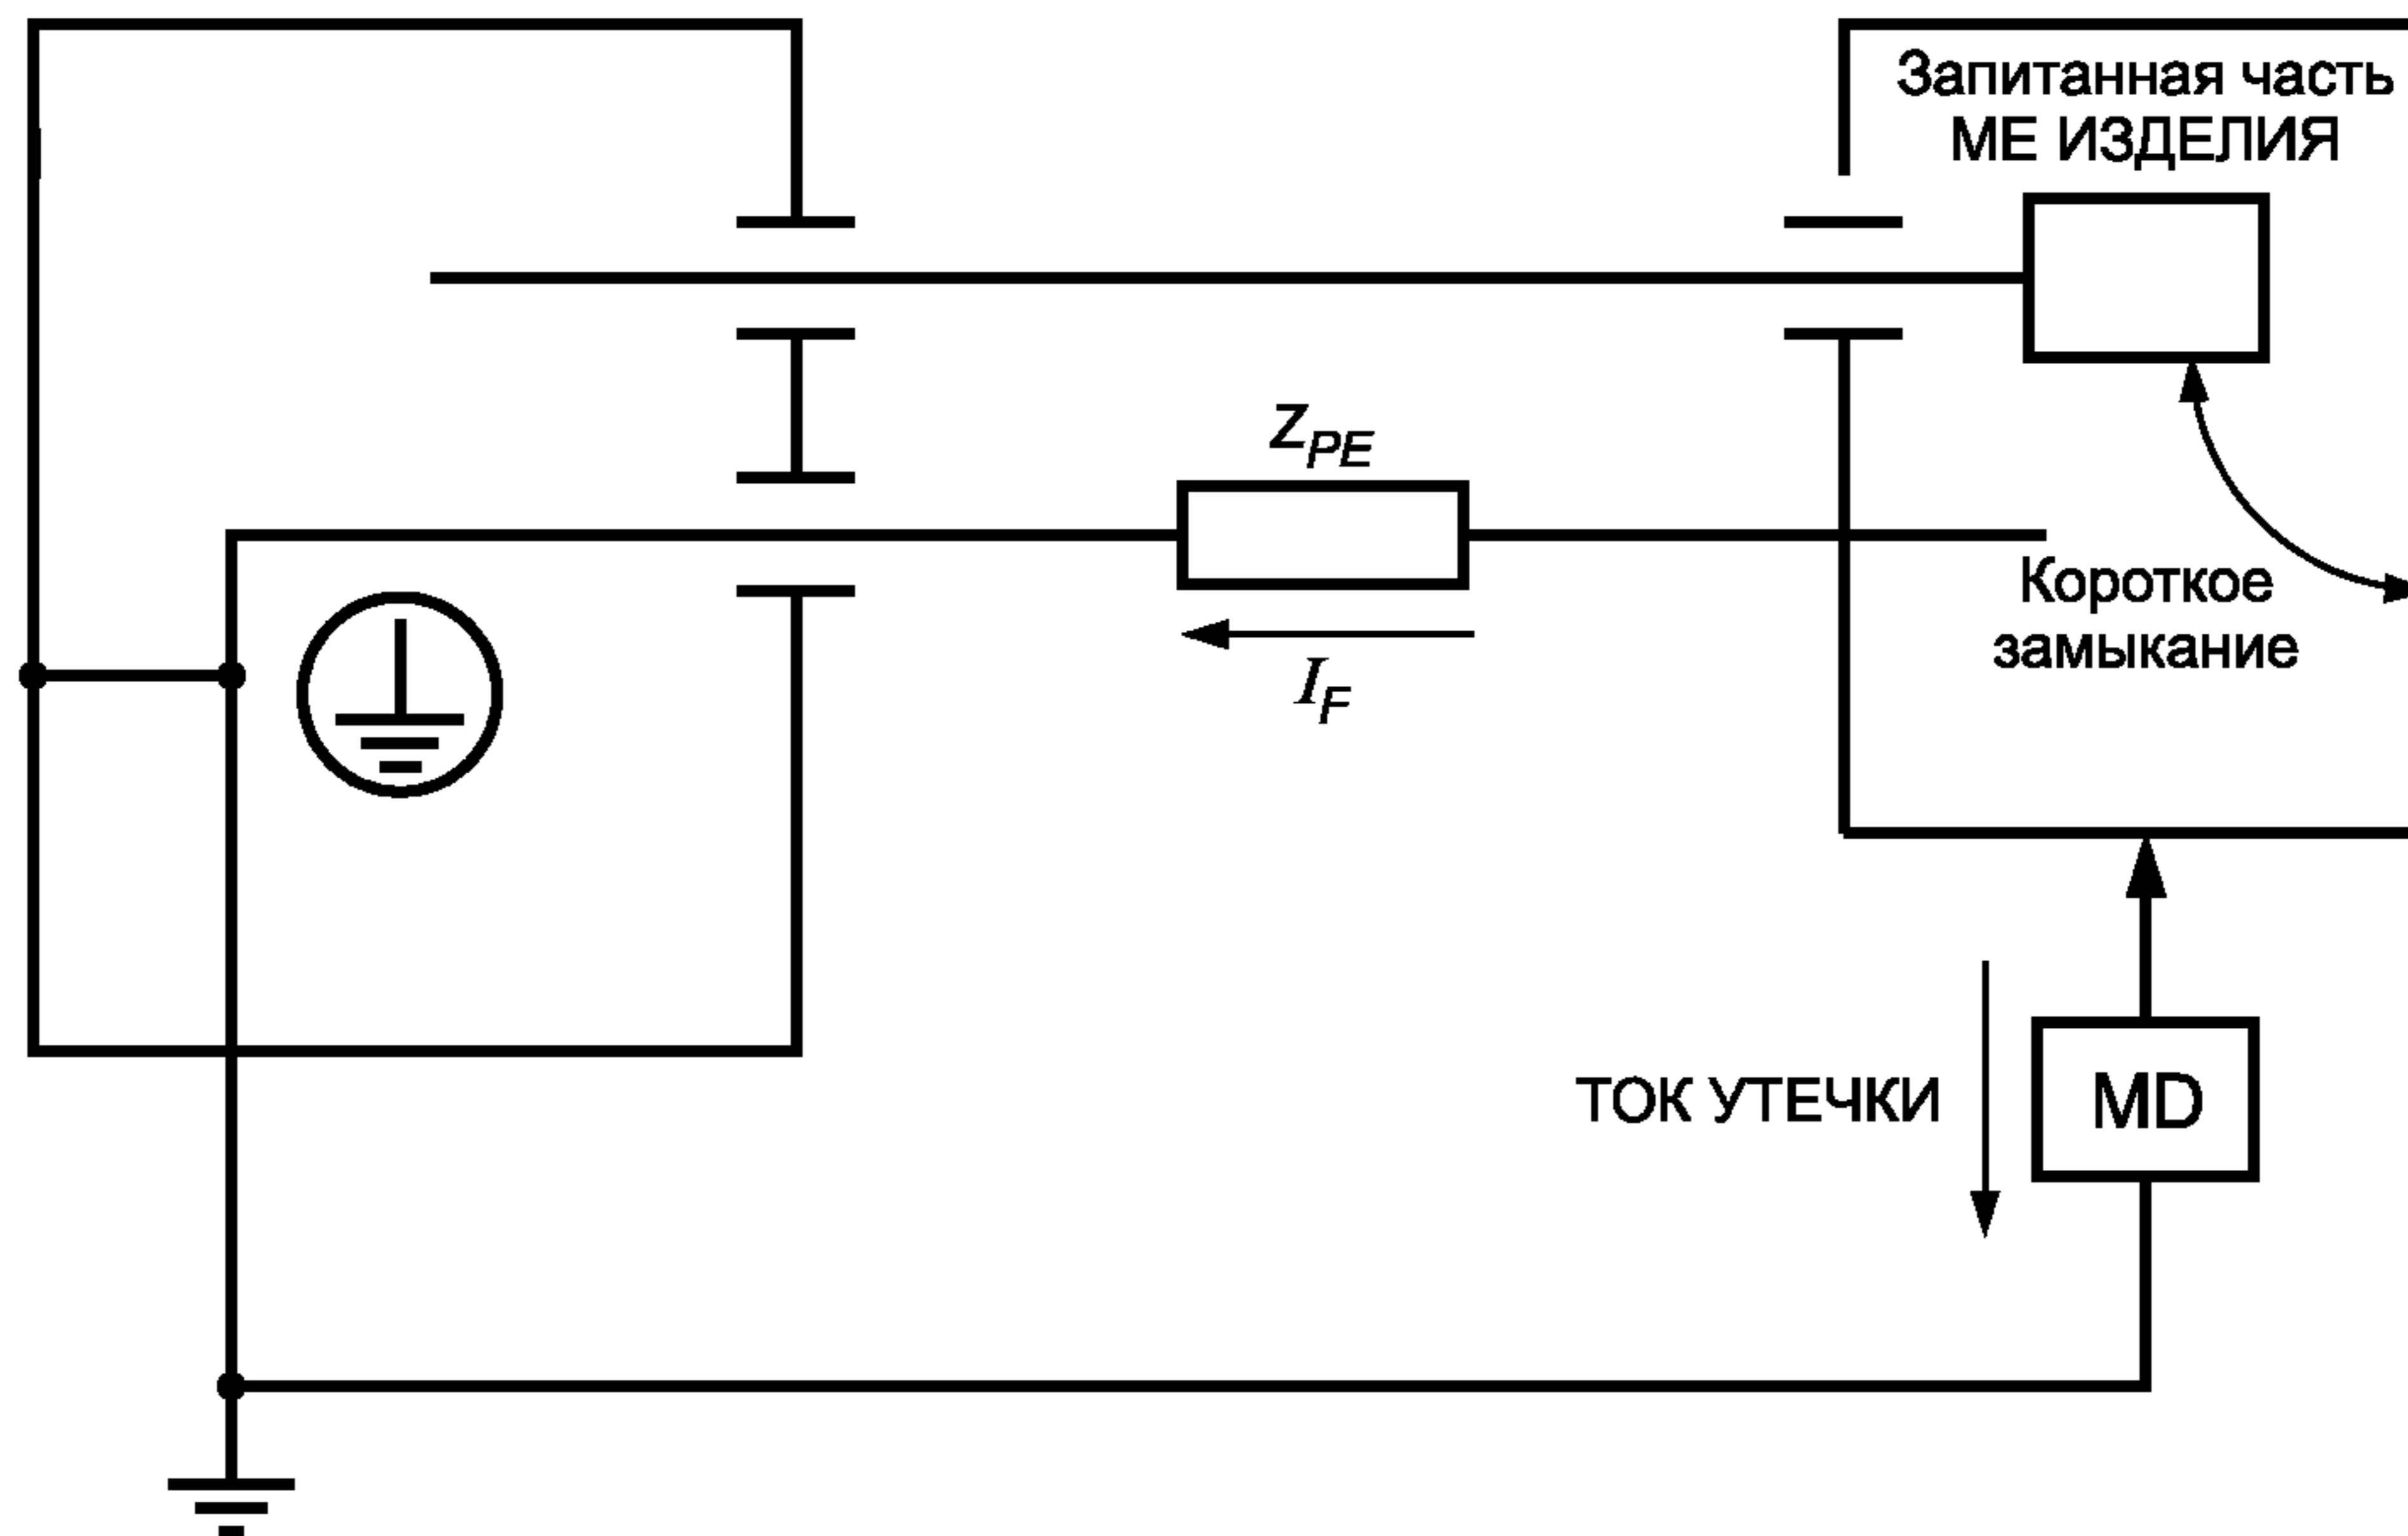 Запитанная часть
МЕ ИЗДЕЛИЯ
Z_PE
Короткое
замыкание
I_F
ТОК УТЕЧКИ
MD